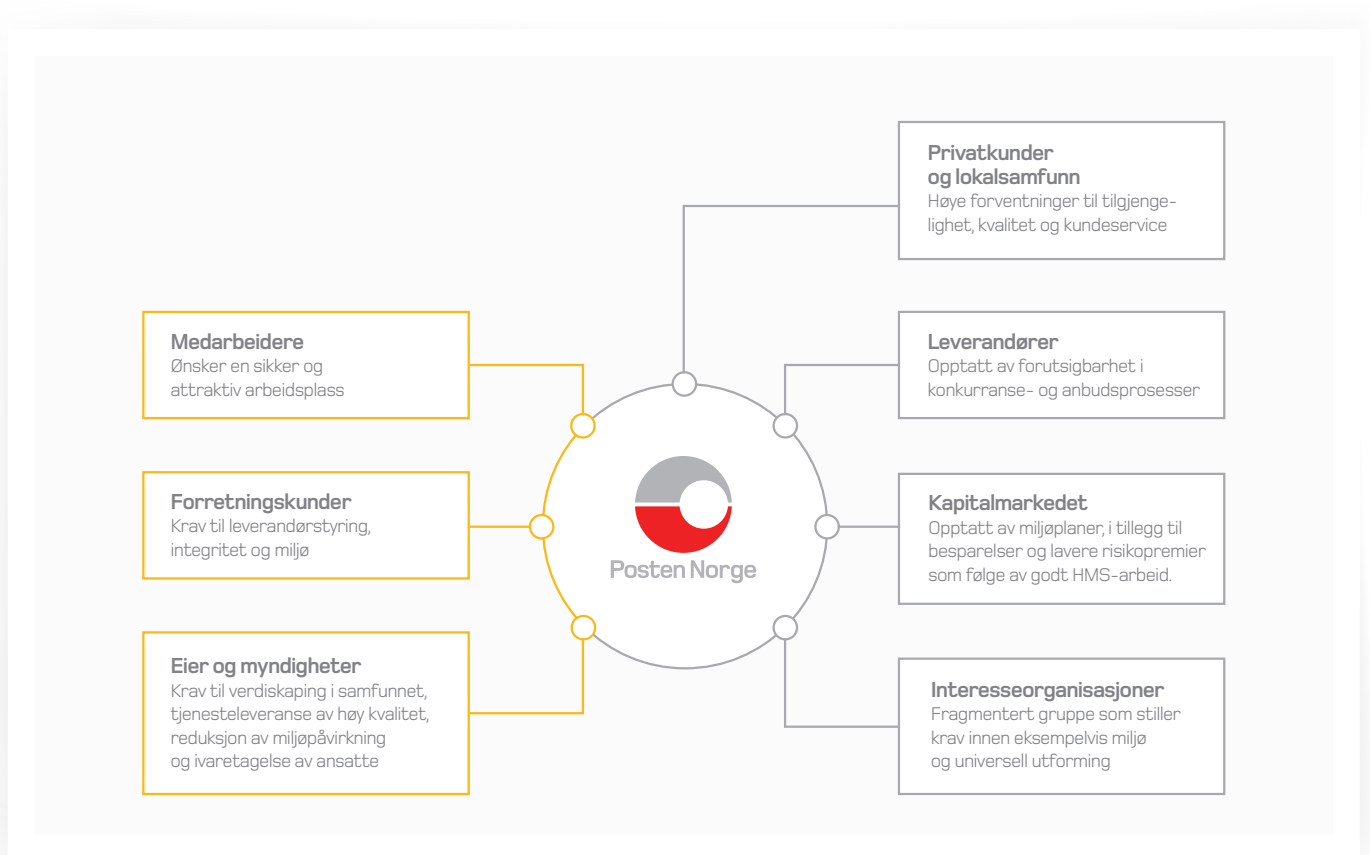 Privatkunder
og lokalsamfunn
Høye forventninger til tilgjenge-
lighet, kvalitet og kundeservice
Medarbeidere
Ønsker en sikker og
attraktiv arbeidsplass
Leverandører
Opptatt av forutsigbarhet i
konkurranse- og anbudsprosesser
Forretningskunder
Krav til leverandørstyring,
integritet og miljø
Posten Norge
Kapitalmarkedet
Opptatt av miljøplaner, i tillegg til
besparelser og lavere risikopremier
som følge av godt HMS-arbeid.
Eier og myndigheter
Krav til verdiskaping i samfunnet,
tjenesteleveranse av høy kvalitet,
reduksjon av miljøpåvirkning
og ivaretagelse av ansatte
Interesseorganisasjoner
Fragmentert gruppe som stiller
krav innen eksempelvis miljø
og universell utforming